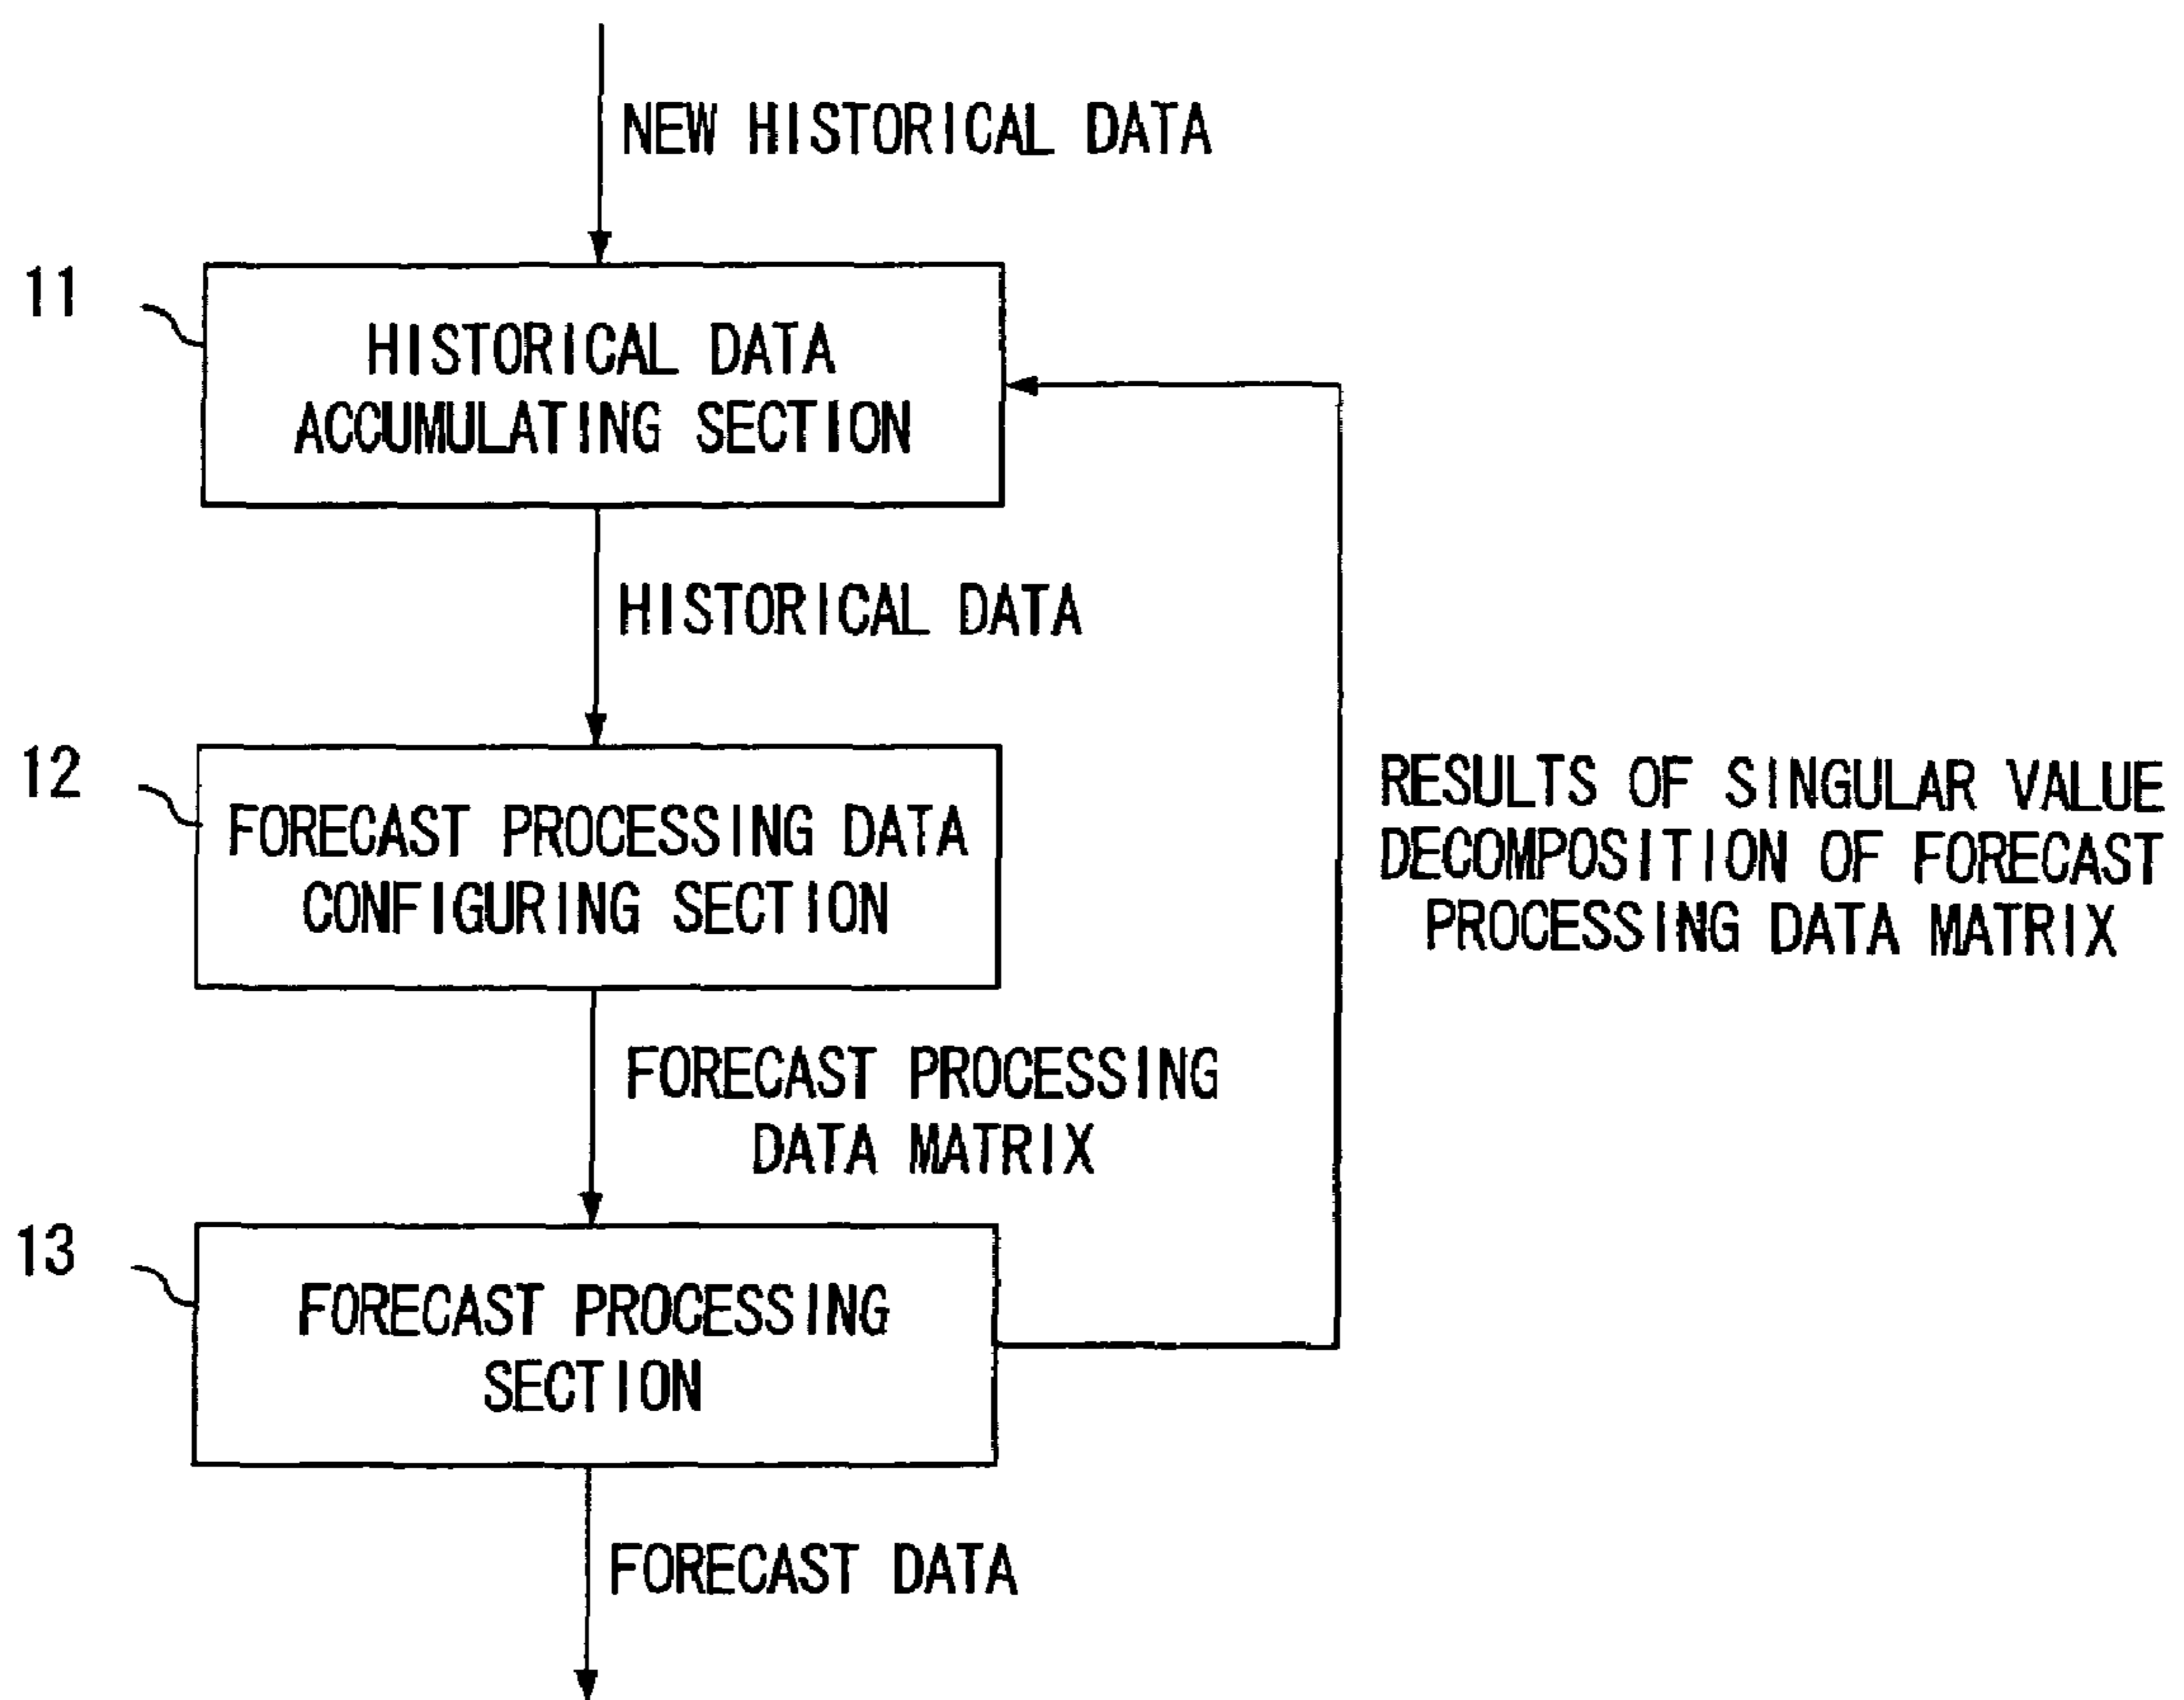 NEW HISTORICAL DATA
11
HISTORICAL DATA
ACCUMULATING SECTION
HISTORICAL DATA
12
FORECAST PROCESSING DATA
CONFIGURING SECTION
RESULTS OF SINGULAR VALUE
DECOMPOSITION OF FORECAST
PROCESSING DATA MATRIX
FORECAST PROCESSING
DATA MATRIX
13
FORECAST PROCESSING
SECTION
FORECAST DATA